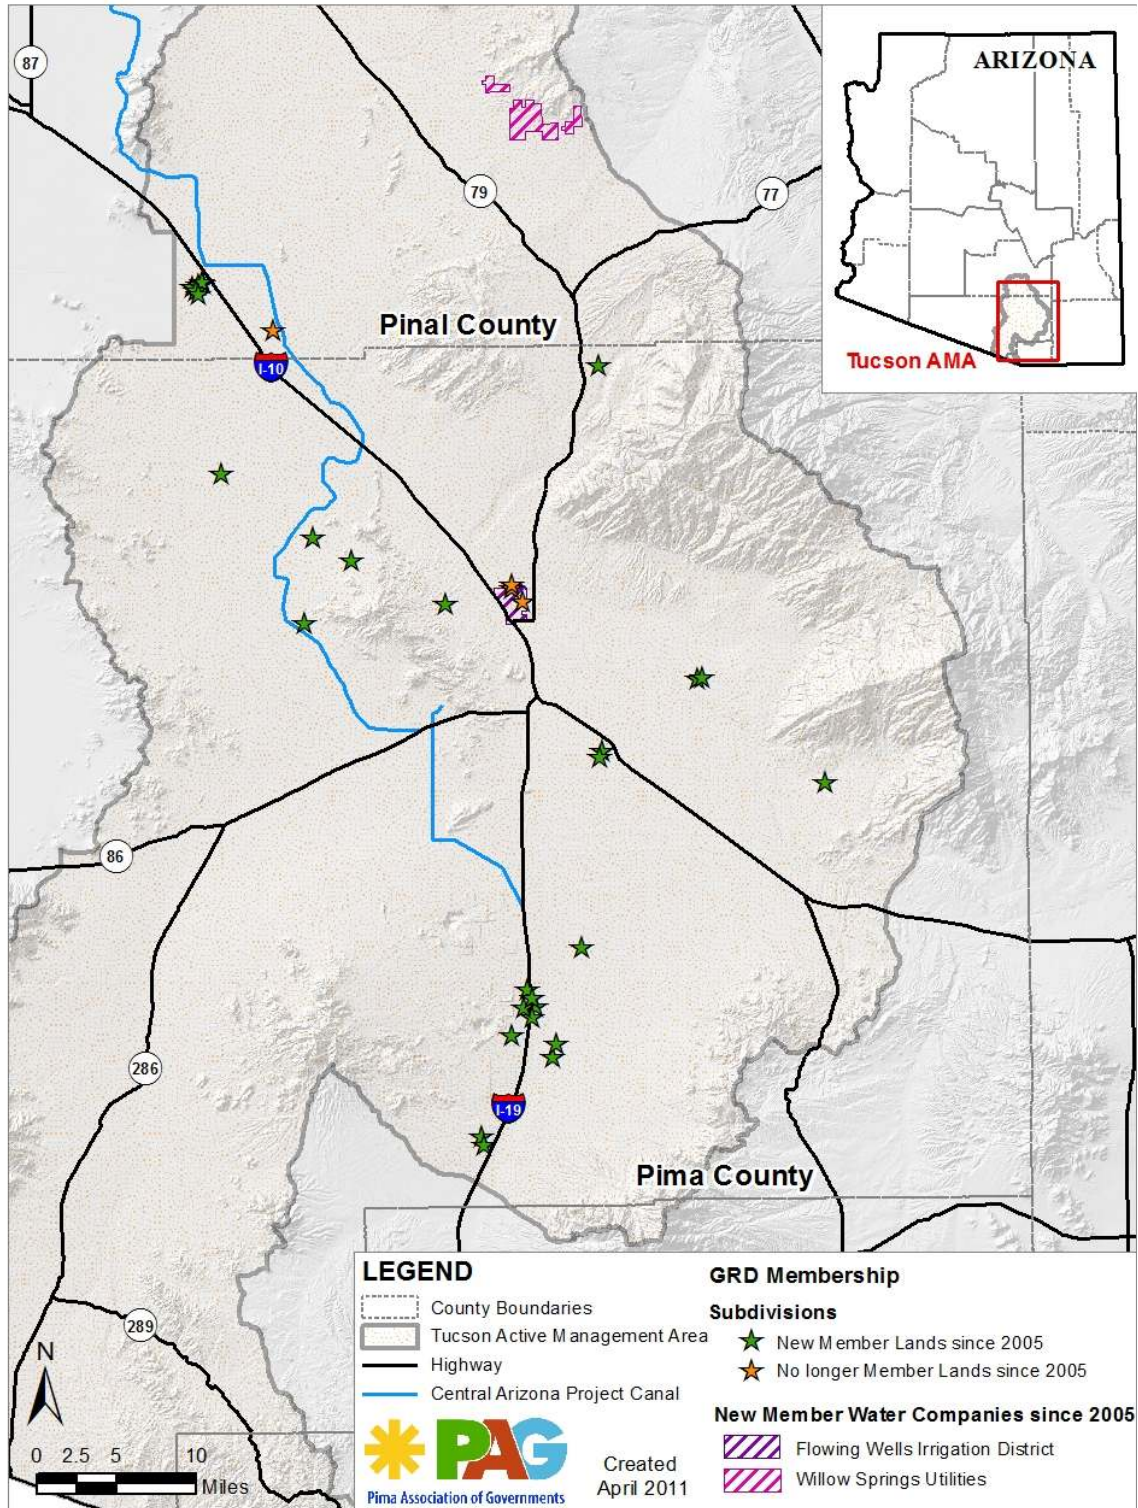 87
ARIZONA
79
77
Pinal County
Tucson AMA
I-10
86
286
I-19
Pima County
289
N
0 2.5 5 10
Miles
LEGEND
County Boundaries
Tucson Active Management Area
Highway
Central Arizona Project Canal
PAG
Pima Association of Governments
Created
April 2011
GRD Membership
Subdivisions
New Member Lands since 2005
No longer Member Lands since 2005
New Member Water Companies since 2005
Flowing Wells Irrigation District
Willow Springs Utilities